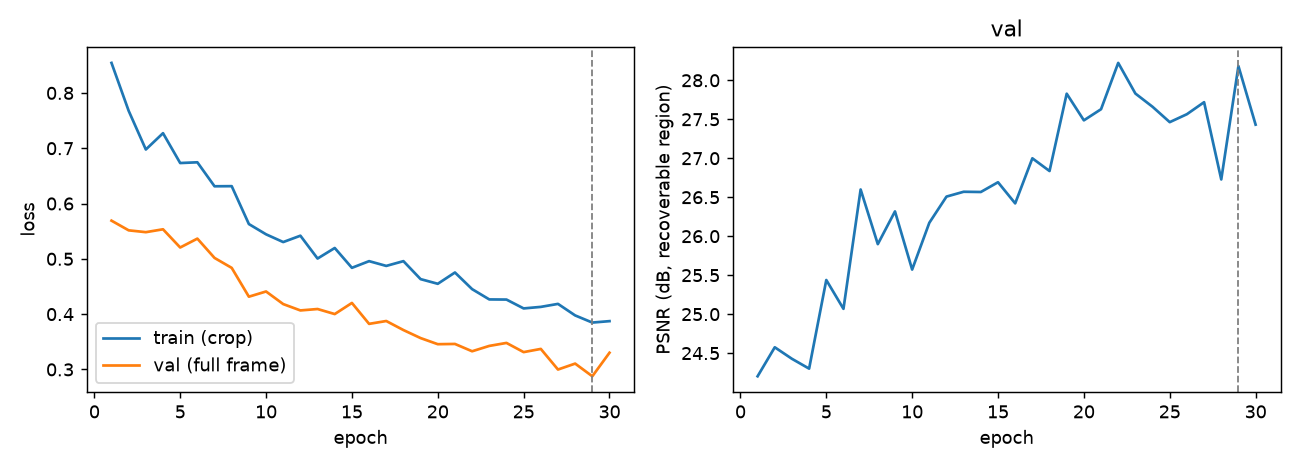 loss
0.8
0.7
0.6
0.5
0.4
0.3
train (crop)
val (full frame)
0 5 10 15 20 25 30
epoch
val
PSNR (dB, recoverable region)
28.0
27.5
27.0
26.5
26.0
25.5
25.0
24.5
0 5 10 15 20 25 30
epoch